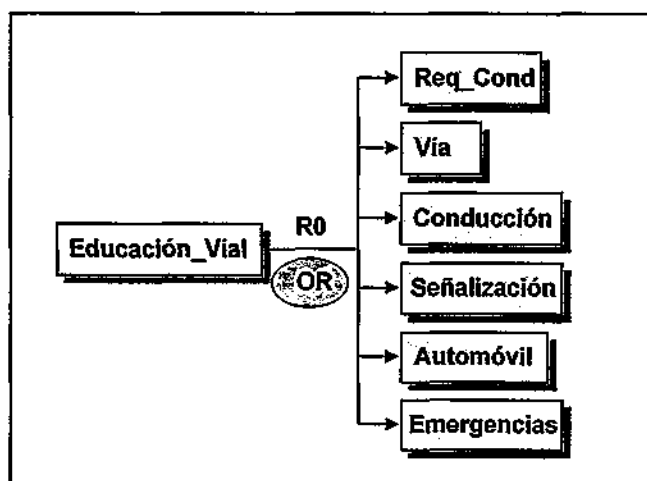 Req_Cond
Vía
R0
Conducción
Educación_Vial
OR
Señalización
Automóvil
Emergencias